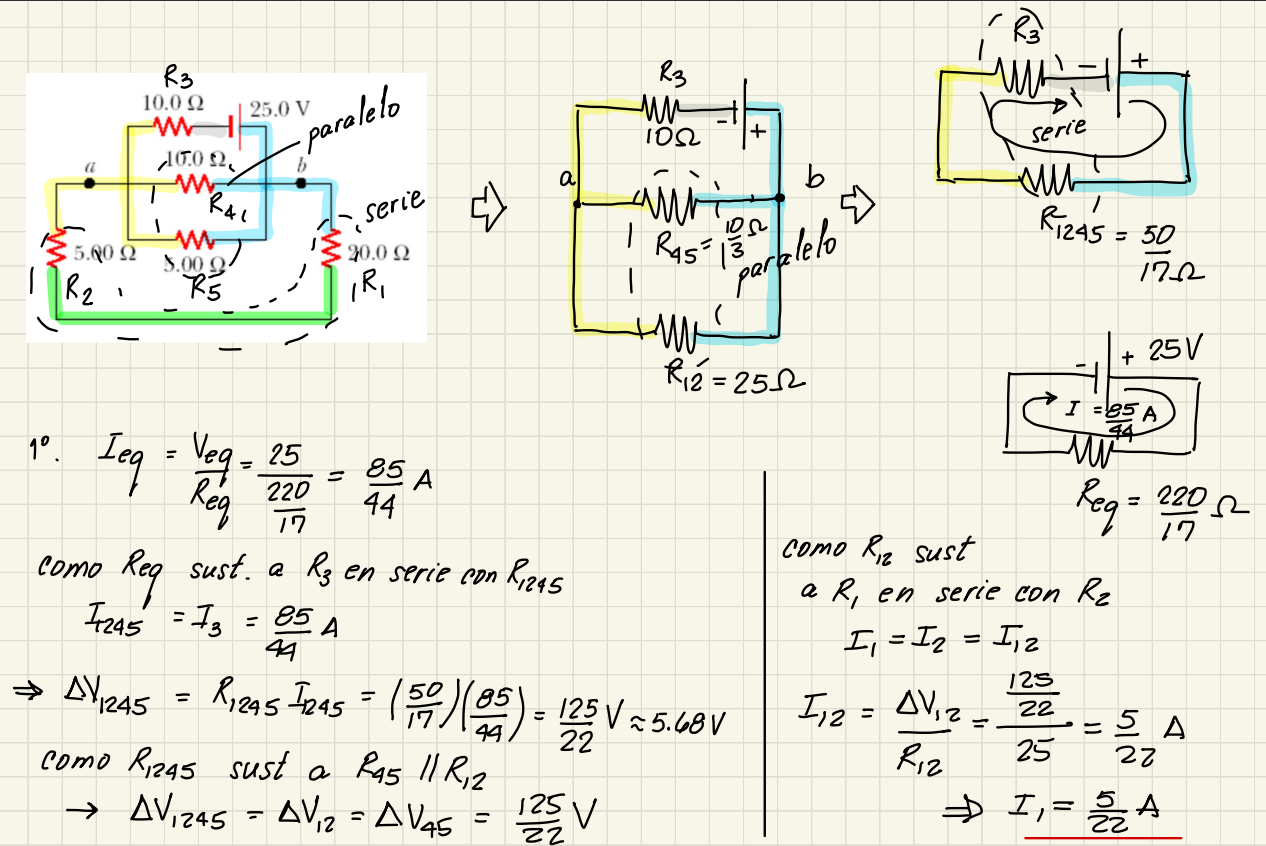 R₃
10.0 Ω
25.0 V
paralelo
a
10.0 Ω
b
R₄
serie
5.00 Ω
R₂
5.00 Ω
R₅
20.0 Ω
R₁
R₃
10Ω
- +
a
b
R₄₅ = 10/13 Ω
paralelo
R₁₂ = 25Ω
R₃
- +
serie
R₁₂₄₅ = 50/17 Ω
- + 25V
I = 85/44 A
Req = 220/17 Ω
1º. Ieq = Veq/Req = 25/(220/17) = 85/44 A
como Req sust. a R₃ en serie con R₁₂₄₅
I₁₂₄₅ = I₃ = 85/44 A
⇒ ΔV₁₂₄₅ = R₁₂₄₅ I₁₂₄₅ = (50/17)(85/44) = 125/22 V ≈ 5.68 V
como R₁₂₄₅ sust a R₄₅ // R₁₂
→ ΔV₁₂₄₅ = ΔV₁₂ = ΔV₄₅ = 125/22 V
como R₁₂ sust
a R₁ en serie con R₂
I₁ = I₂ = I₁₂
I₁₂ = ΔV₁₂/R₁₂ = (125/22)/25 = 5/22 A
⇒ I₁ = 5/22 A